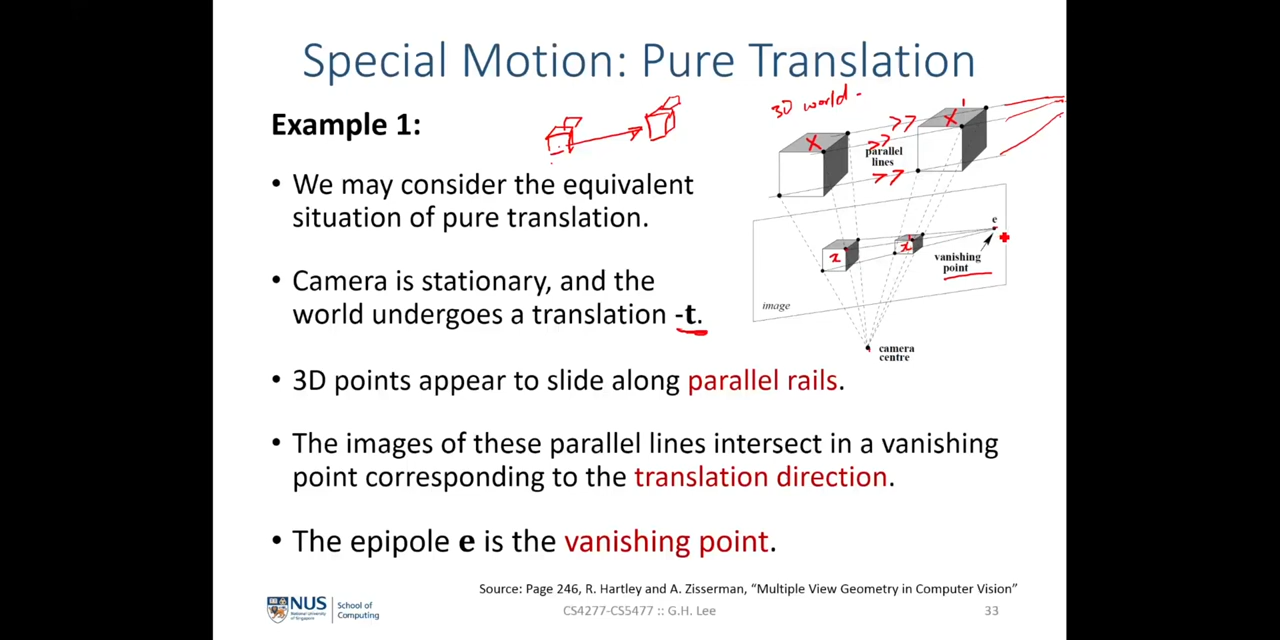 Special Motion: Pure Translation
Example 1:
3D world
X
X'
>>
>>
>>
parallel
lines
• We may consider the equivalent
situation of pure translation.
e
x
x'
vanishing
point
image
• Camera is stationary, and the
world undergoes a translation -t.
camera
centre
• 3D points appear to slide along parallel rails.
• The images of these parallel lines intersect in a vanishing
point corresponding to the translation direction.
• The epipole e is the vanishing point.
Source: Page 246, R. Hartley and A. Zisserman, “Multiple View Geometry in Computer Vision”
NUS
National University
of Singapore
School of
Computing
CS4277-CS5477 :: G.H. Lee
33